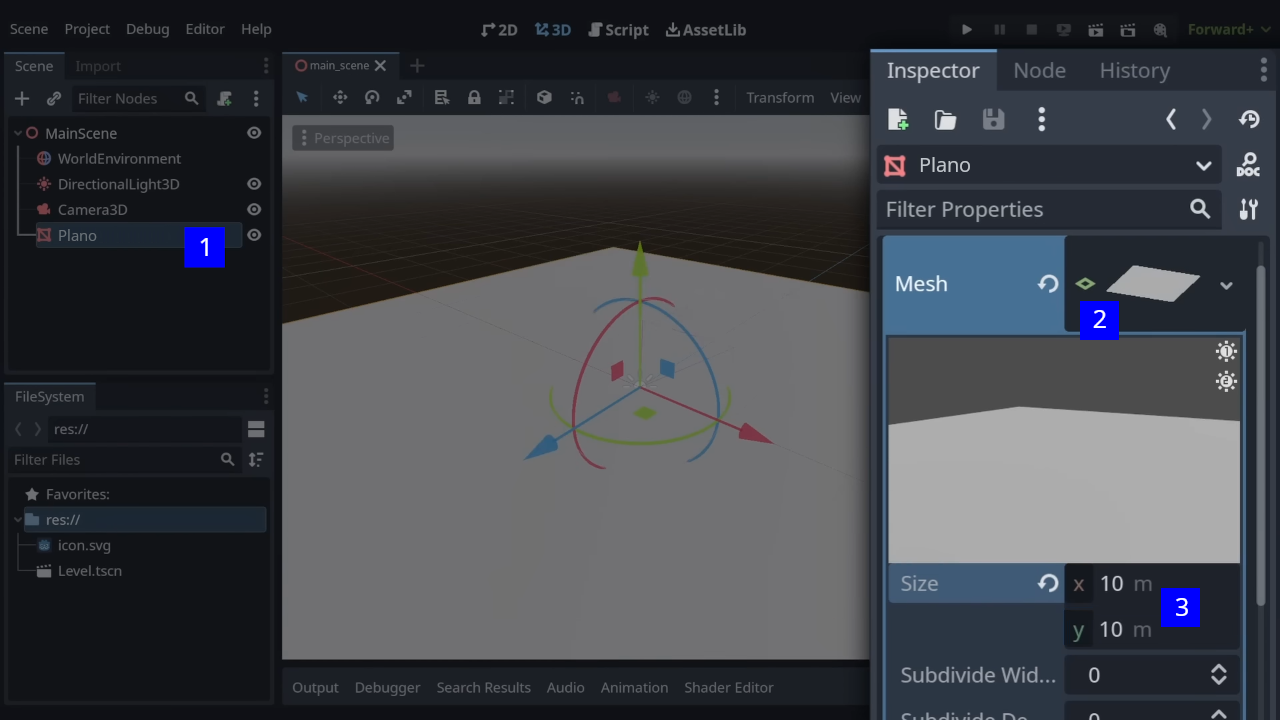 Scene Project Debug Editor Help
2D 3D Script AssetLib
Forward+
Scene Import
Filter Nodes
MainScene
WorldEnvironment
DirectionalLight3D
Camera3D
Plano
1
FileSystem
res://
Filter Files
Favorites:
res://
icon.svg
Level.tscn
main_scene
Transform View
Perspective
Output Debugger Search Results Audio Animation Shader Editor
Inspector Node History
Plano
DOC
Filter Properties
Mesh
2
1
2
Size x 10 m
3
y 10 m
Subdivide Wid... 0
Subdivide De... 0